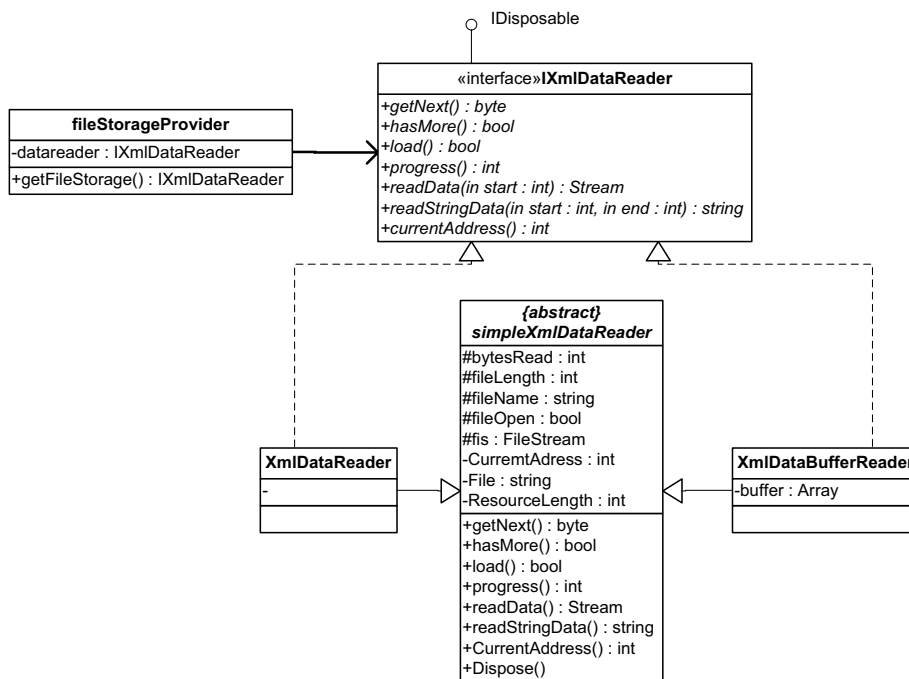 IDisposable
«interface»IXmlDataReader
+getNext() : byte
+hasMore() : bool
+load() : bool
+progress() : int
+readData(in start : int) : Stream
+readStringData(in start : int, in end : int) : string
+currentAddress() : int
fileStorageProvider
-datareader : IXmlDataReader
+getFileStorage() : IXmlDataReader
{abstract}
simpleXmlDataReader
#bytesRead : int
#fileLength : int
#fileName : string
#fileOpen : bool
#fis : FileStream
-CurremtAdress : int
-File : string
-ResourceLength : int
+getNext() : byte
+hasMore() : bool
+load() : bool
+progress() : int
+readData() : Stream
+readStringData() : string
+CurrentAddress() : int
+Dispose()
XmlDataReader
-
XmlDataBufferReader
-buffer : Array